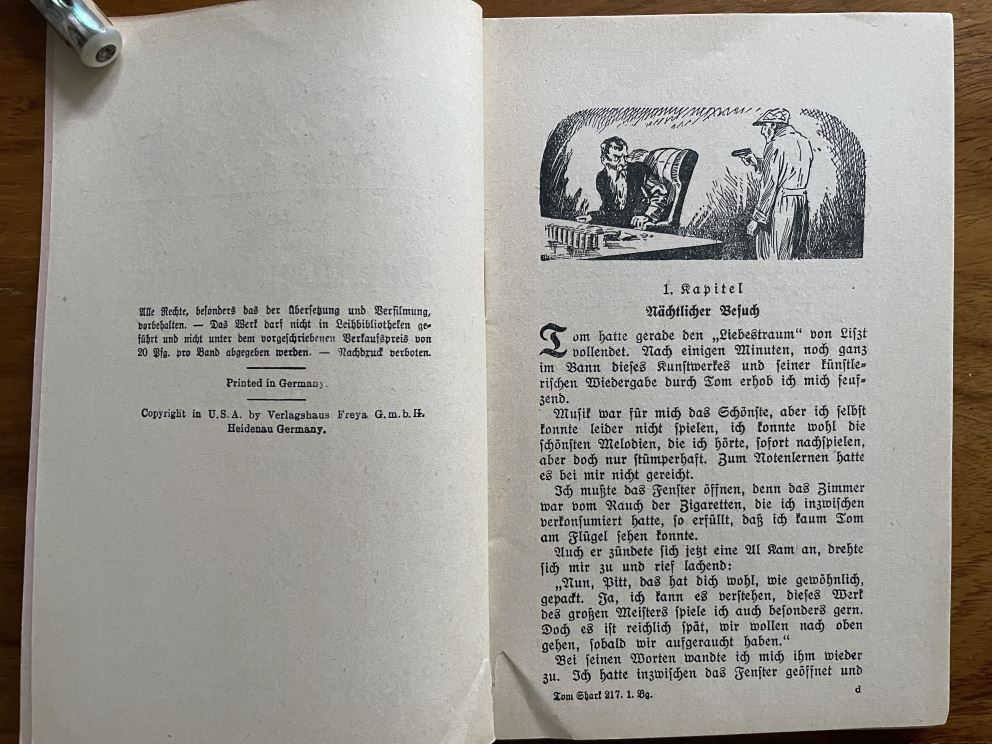 Alle Rechte, besonders das der Übersetzung und Verfilmung,
vorbehalten. — Das Werk darf nicht in Leihbibliotheken ge-
führt und nicht unter dem vorgeschriebenen Verkaufspreis von
20 Pfg. pro Band abgegeben werden. — Nachdruck verboten.
Printed in Germany.
Copyright in U.S.A. by Verlagshaus Freya G.m.b.H.
Heidenau Germany.
1. Kapitel
Nächtlicher Besuch
Tom hatte gerade den „Liebestraum“ von Liszt
vollendet. Nach einigen Minuten, noch ganz
im Bann dieses Kunstwerkes und seiner künstle-
rischen Wiedergabe durch Tom erhob ich mich seuf-
zend.
Musik war für mich das Schönste, aber ich selbst
konnte leider nicht spielen, ich konnte wohl die
schönsten Melodien, die ich hörte, sofort nachspielen,
aber doch nur stümperhaft. Zum Notenlernen hatte
es bei mir nicht gereicht.
Ich mußte das Fenster öffnen, denn das Zimmer
war vom Rauch der Zigaretten, die ich inzwischen
verkonsumiert hatte, so erfüllt, daß ich kaum Tom
am Flügel sehen konnte.
Auch er zündete sich jetzt eine Al Kam an, drehte
sich mir zu und rief lachend:
„Nun, Pitt, das hat dich wohl, wie gewöhnlich,
gepackt. Ja, ich kann es verstehen, dieses Werk
des großen Meisters spiele ich auch besonders gern.
Doch es ist reichlich spät, wir wollen nach oben
gehen, sobald wir aufgeraucht haben.“
Bei seinen Worten wandte ich mich ihm wieder
zu. Ich hatte inzwischen das Fenster geöffnet und
Tom Shark 217. 1. Bg. d